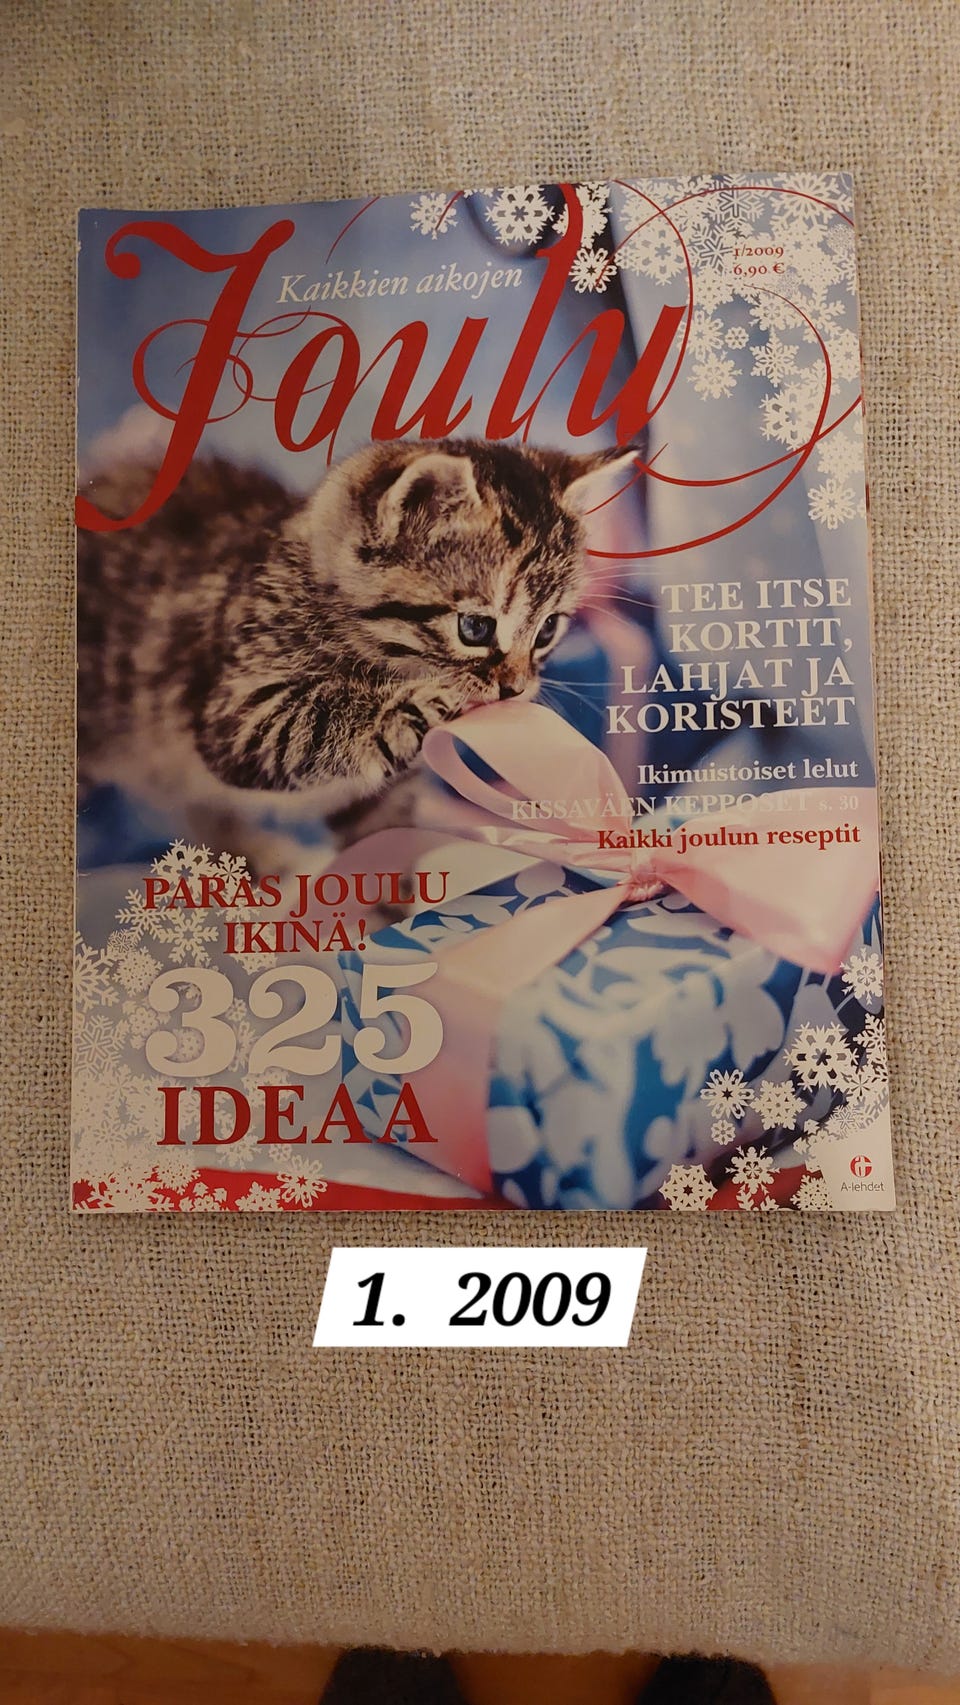 Kaikkien aikojen
Joulu
1/2009
6,90 €
TEE ITSE
KORTIT,
LAHJAT JA
KORISTEET
Ikimuistoiset lelut
KISSAVÄEN KEPPOSET s. 30
Kaikki joulun reseptit
PARAS JOULU
IKINÄ!
325
IDEAA
A-lehdet
1. 2009